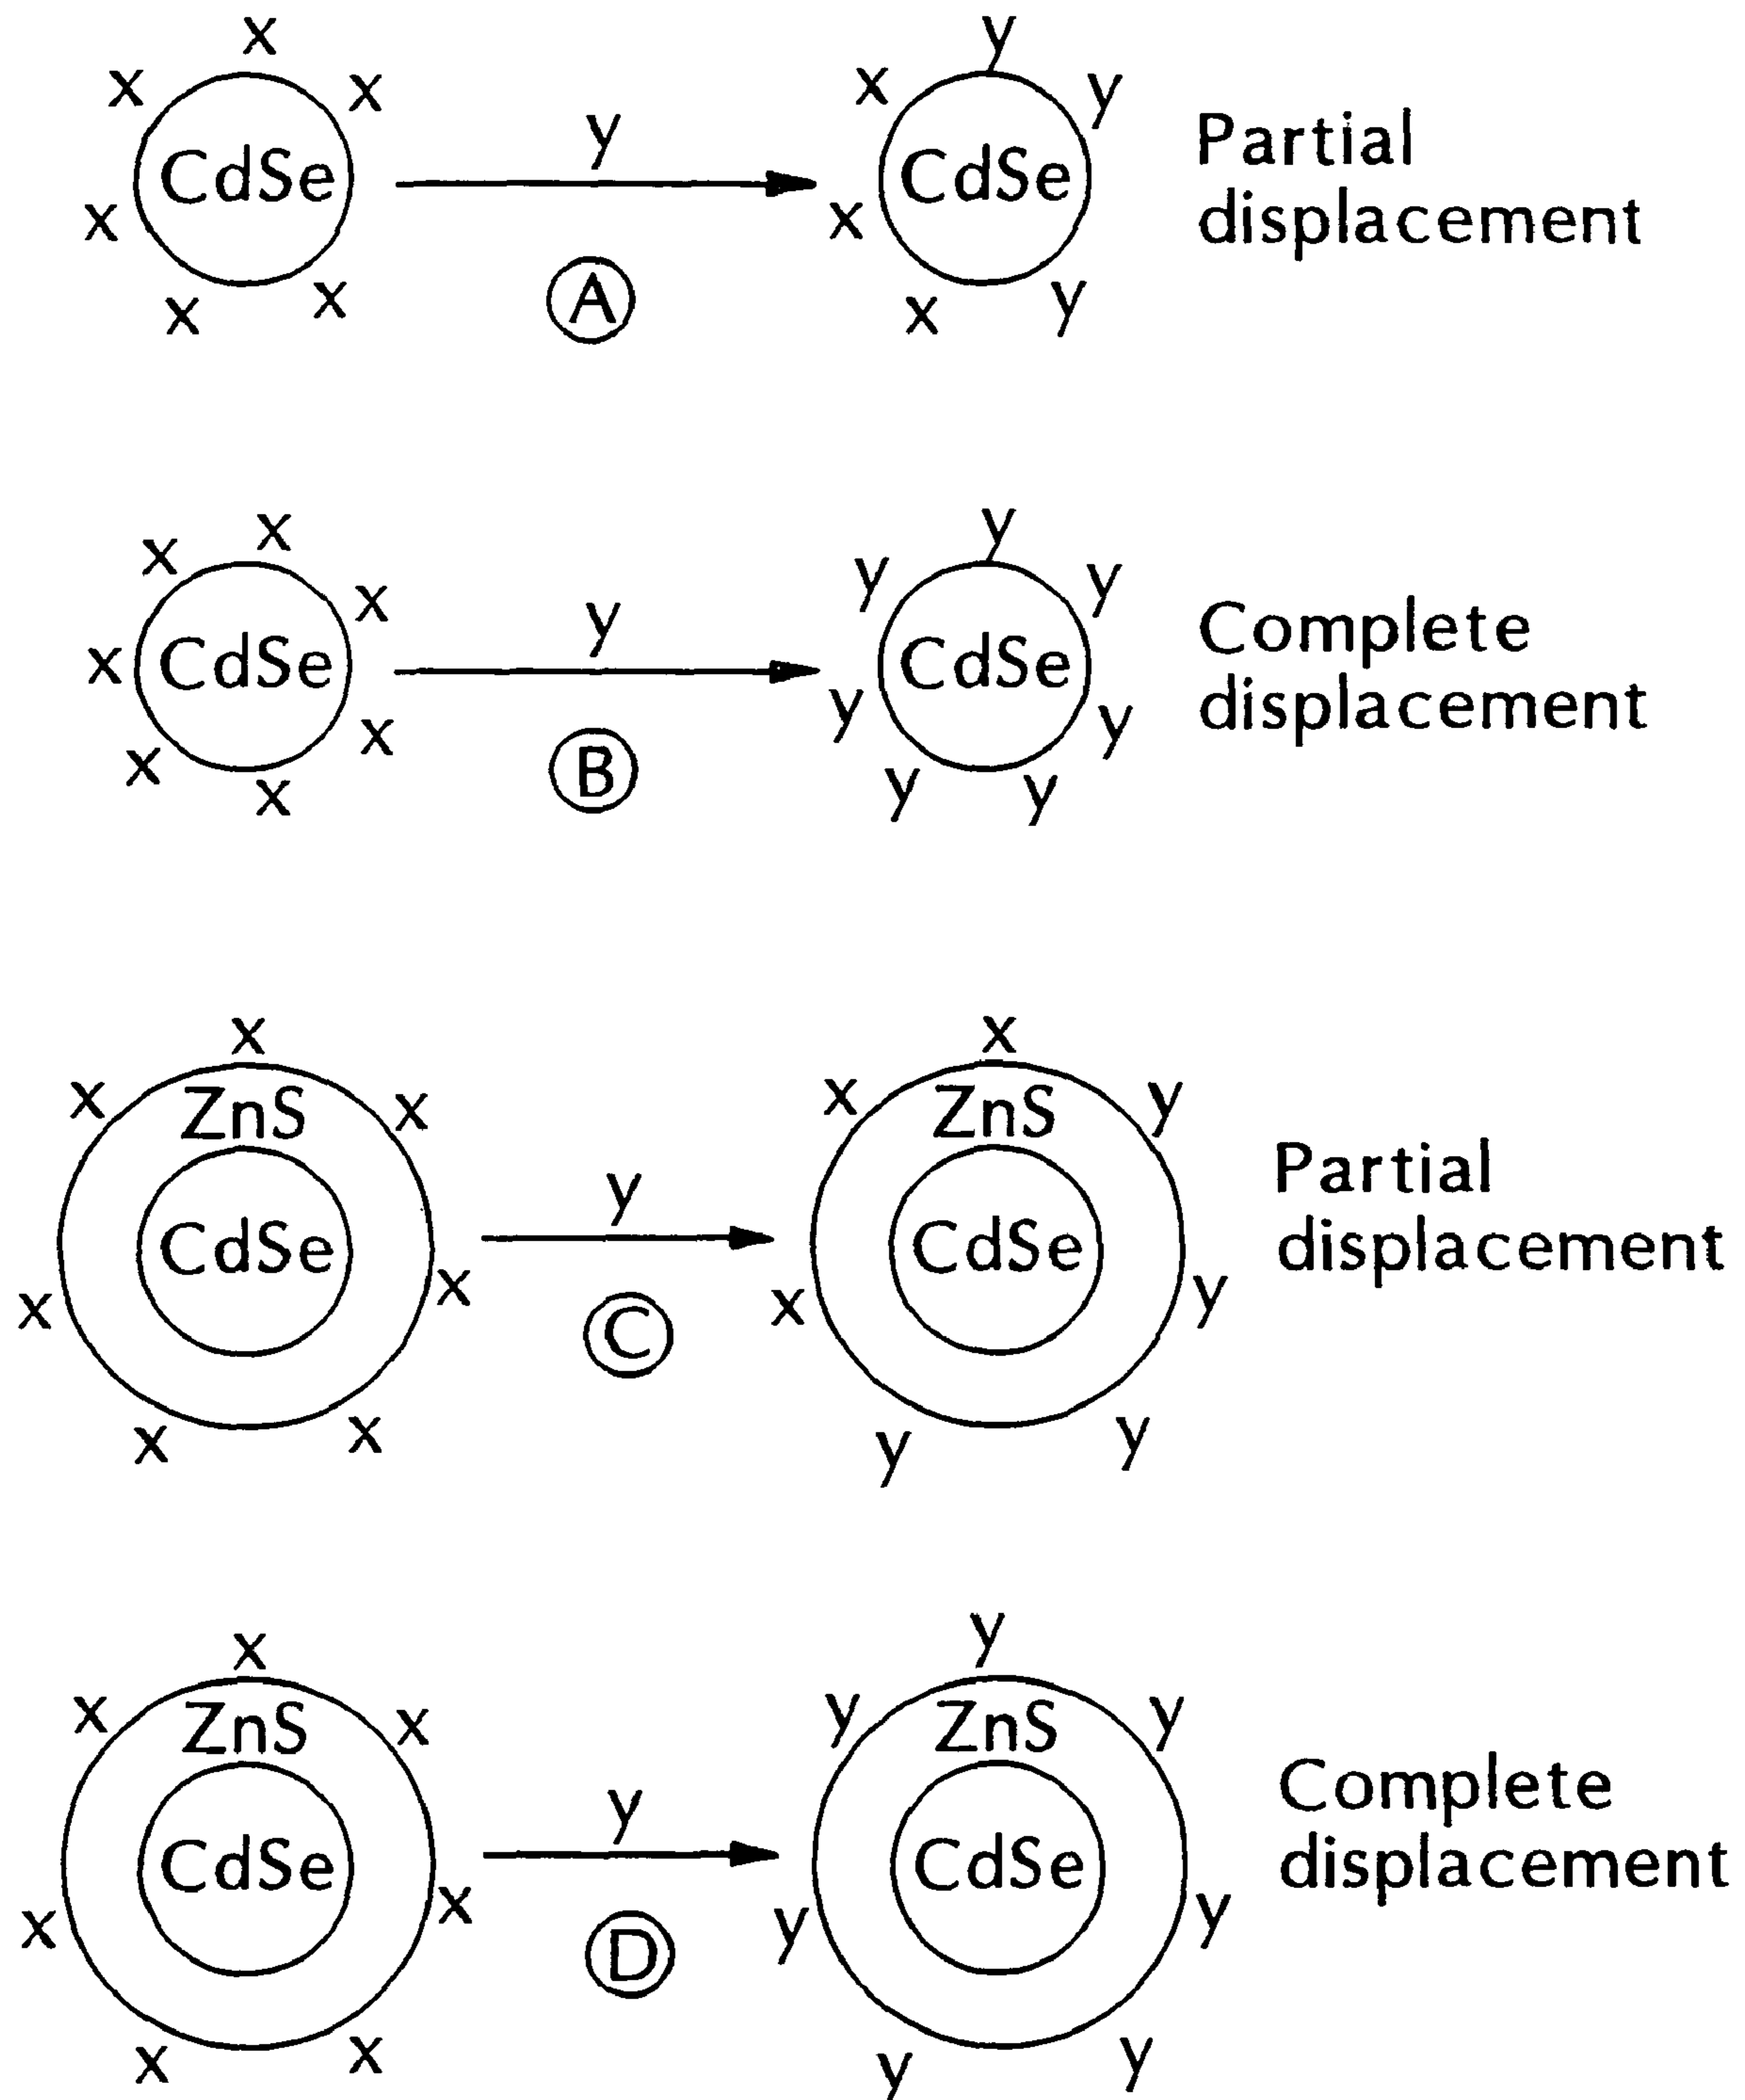 x y
x x x y
CdSe y CdSe Partial
x x displacement
x x A x y
x y
x x y y
CdSe y CdSe Complete
x x y y displacement
x x B y y
x x
x x x y
ZnS ZnS
CdSe y CdSe Partial
x x x y displacement
x x C y y
x y
x x y y
ZnS ZnS
CdSe y CdSe Complete
x x y y displacement
x x D y y